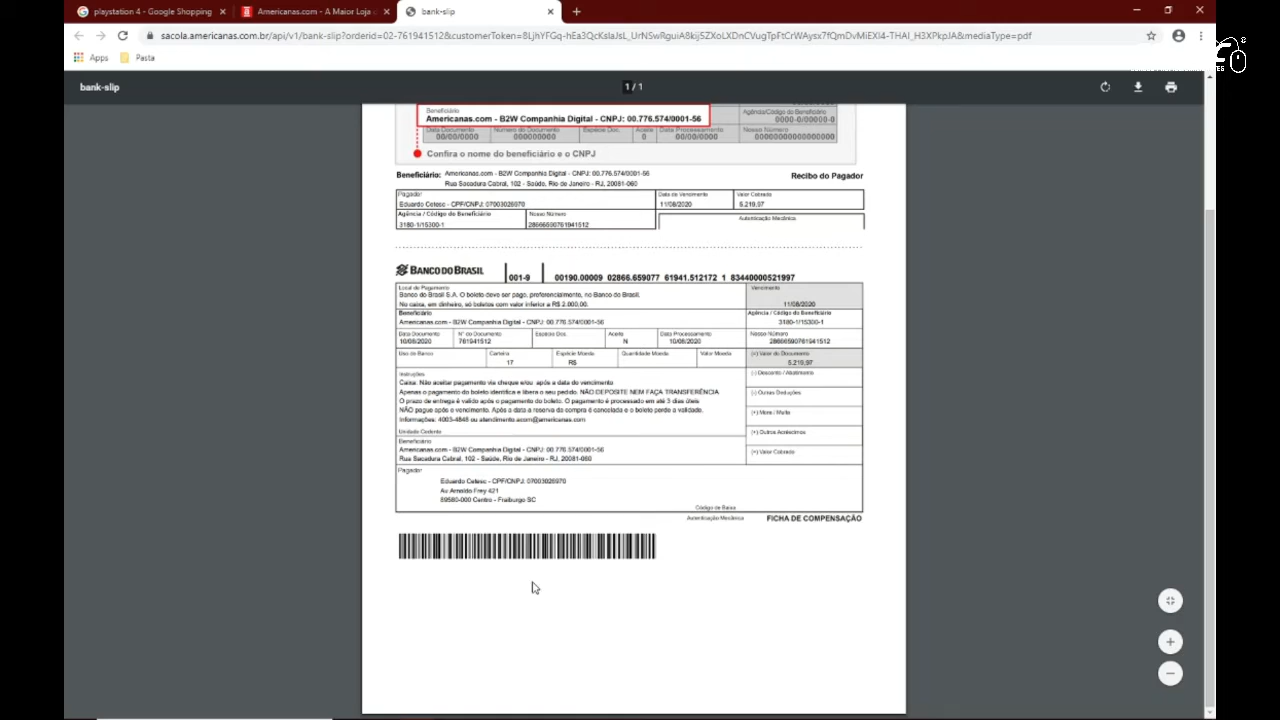 playstation 4 - Google Shopping
Americanas.com - A Maior Loja
bank-slip
sacola.americanas.com.br/api/v1/bank-slip?orderid=02-761941512&customerToken=
&mediaType=pdf
Apps
Pasta
bank-slip
1 / 1
Beneficiário
Americanas.com - B2W Companhia Digital - CNPJ: 00.776.574/0001-56
Agência/Código do Beneficiário
0000-0/00000-0
Data Documento
Número do Documento
Espécie Doc.
Aceite
Data Processamento
Nosso Número
00/00/0000
000000000
0
00/00/0000
Confira o nome do beneficiário e o CNPJ
Beneficiário: Americanas.com - B2W Companhia Digital - CNPJ: 00.776.574/0001-56
Rua Sacadura Cabral, 102 - Saúde, Rio de Janeiro - RJ, 20081-060
Recibo do Pagador
Pagador
Data de Vencimento
Valor Cobrado
Eduardo Celesc - CPF/CNPJ: 07003026970
11/08/2020
5.219,97
Agência / Código do Beneficiário
Nosso Número
Autenticação Mecânica
3180-1/15300-1
28666590761941512
BANCO DO BRASIL
001-9
00190.00009 02866.659077 61941.512172 1 83440000521997
Local de Pagamento
Vencimento
Banco do Brasil S.A. O boleto deve ser pago, preferencialmente, no Banco do Brasil.
No caixa, em dinheiro, só boletos com valor inferior a R$ 2.000,00.
11/08/2020
Beneficiário
Agência / Código do Beneficiário
Americanas.com - B2W Companhia Digital - CNPJ: 00.776.574/0001-56
3180-1/15300-1
Data Documento
N° do Documento
Espécie Doc.
Aceite
Data Processamento
Nosso Número
10/08/2020
761941512
N
10/08/2020
28666590761941512
Uso do Banco
Carteira
Espécie Moeda
Quantidade Moeda
Valor Moeda
(=) Valor do Documento
17
R$
5.219,97
Instruções
(-) Desconto / Abatimento
Caixa: Não aceitar pagamento via cheque e/ou após a data do vencimento
Apenas o pagamento do boleto identifica e libera o seu pedido. NÃO DEPOSITE NEM FAÇA TRANSFERÊNCIA
(-) Outras Deduções
O prazo de entrega é válido após o pagamento do boleto. O pagamento é processado em até 3 dias úteis
NÃO pague após o vencimento. Após a data a reserva da compra é cancelada e o boleto perde a validade.
(+) Mora / Multa
Informações: 4003-4848 ou atendimento.acom@americanas.com
Unidade Cedente
(+) Outros Acréscimos
Beneficiário
Americanas.com - B2W Companhia Digital - CNPJ: 00.776.574/0001-56
(=) Valor Cobrado
Rua Sacadura Cabral, 102 - Saúde, Rio de Janeiro - RJ, 20081-060
Pagador
Eduardo Celesc - CPF/CNPJ: 07003026970
Av Arnoldo Frey 421
89580-000 Centro - Fraiburgo SC
Código de Baixa
Autenticação Mecânica
FICHA DE COMPENSAÇÃO